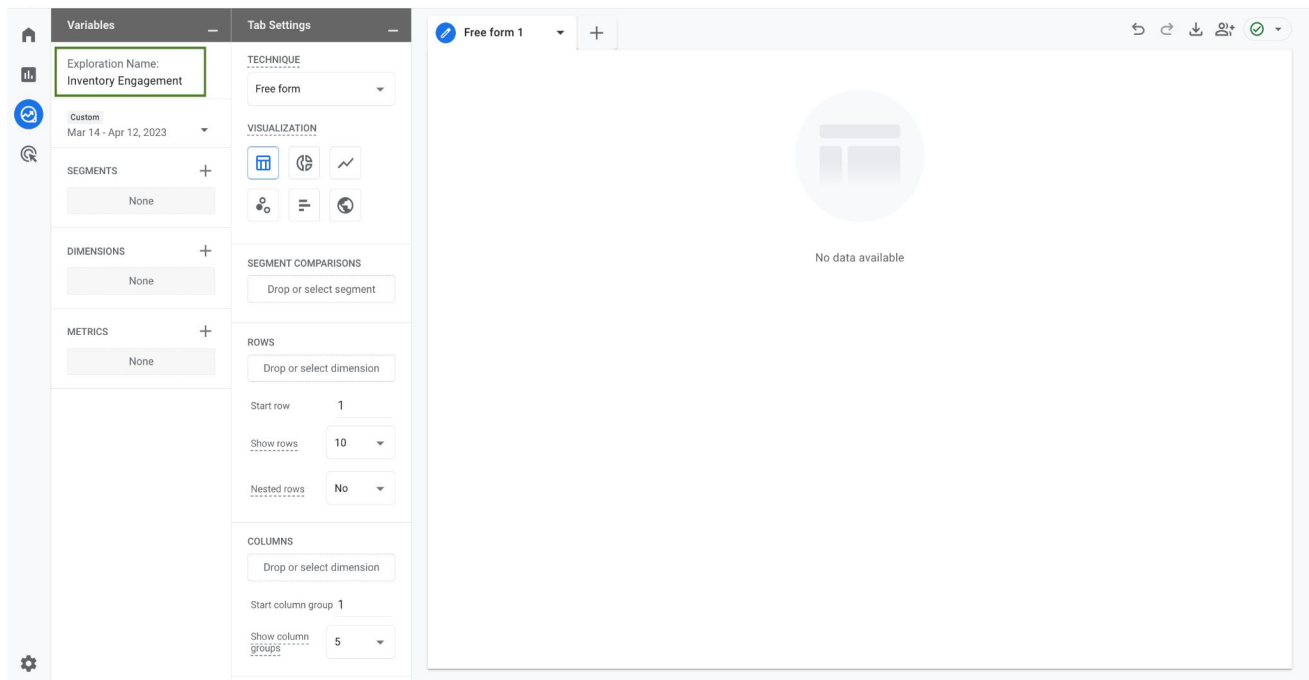 Variables
Exploration Name:
Inventory Engagement
Custom
Mar 14 - Apr 12, 2023
SEGMENTS
None
DIMENSIONS
None
METRICS
None
Tab Settings
TECHNIQUE
Free form
VISUALIZATION
SEGMENT COMPARISONS
Drop or select segment
ROWS
Drop or select dimension
Start row 1
Show rows 10
Nested rows No
COLUMNS
Drop or select dimension
Start column group 1
Show column
groups 5
Free form 1
No data available